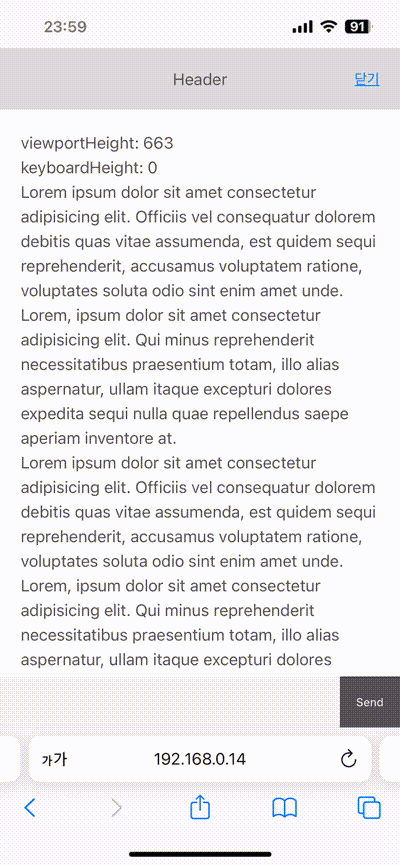 23:59
91
Header
닫기
viewportHeight: 663
keyboardHeight: 0
Lorem ipsum dolor sit amet consectetur
adipisicing elit. Officiis vel consequatur dolorem
debitis quas vitae assumenda, est quidem sequi
reprehenderit, accusamus voluptatem ratione,
voluptates soluta odio sint enim amet unde.
Lorem, ipsum dolor sit amet consectetur
adipisicing elit. Qui minus reprehenderit
necessitatibus praesentium totam, illo alias
aspernatur, ullam itaque excepturi dolores
expedita sequi nulla quae repellendus saepe
aperiam inventore at.
Lorem ipsum dolor sit amet consectetur
adipisicing elit. Officiis vel consequatur dolorem
debitis quas vitae assumenda, est quidem sequi
reprehenderit, accusamus voluptatem ratione,
voluptates soluta odio sint enim amet unde.
Lorem, ipsum dolor sit amet consectetur
adipisicing elit. Qui minus reprehenderit
necessitatibus praesentium totam, illo alias
aspernatur, ullam itaque excepturi dolores
Send
가가 192.168.0.14